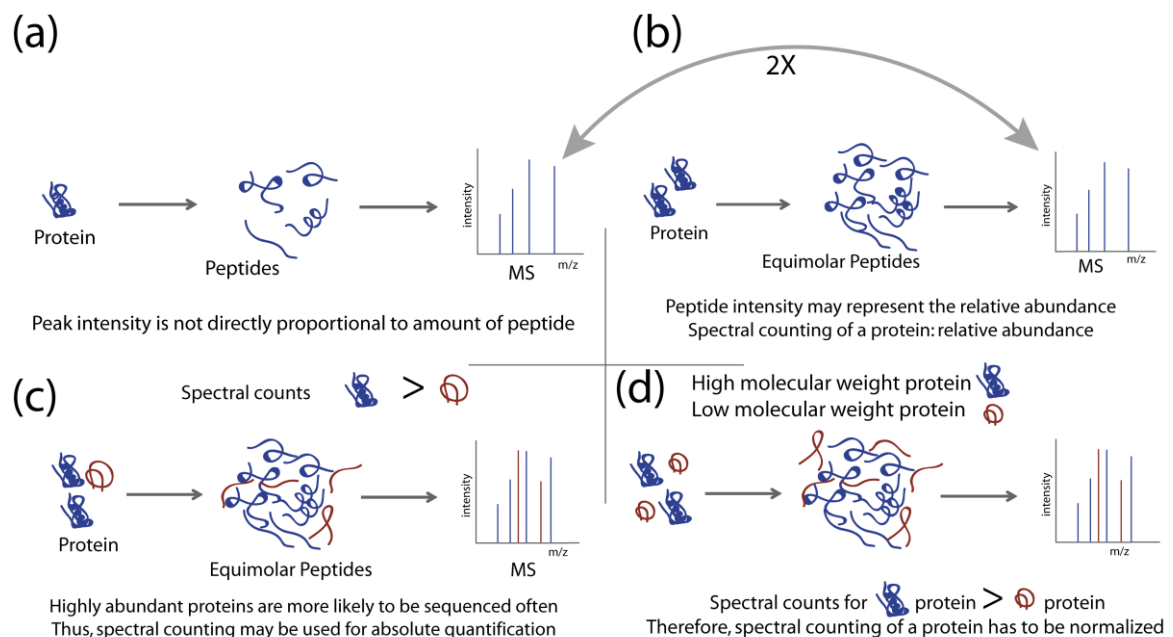 (a)
Protein
Peptides
intensity
m/z
MS
Peak intensity is not directly proportional to amount of peptide
(b)
2X
Protein
Equimolar Peptides
intensity
m/z
MS
Peptide intensity may represent the relative abundance
Spectral counting of a protein: relative abundance
(c)
Spectral counts >
Protein
Equimolar Peptides
intensity
m/z
MS
Highly abundant proteins are more likely to be sequenced often
Thus, spectral counting may be used for absolute quantification
(d)
High molecular weight protein
Low molecular weight protein
intensity
m/z
Spectral counts for protein > protein
Therefore, spectral counting of a protein has to be normalized